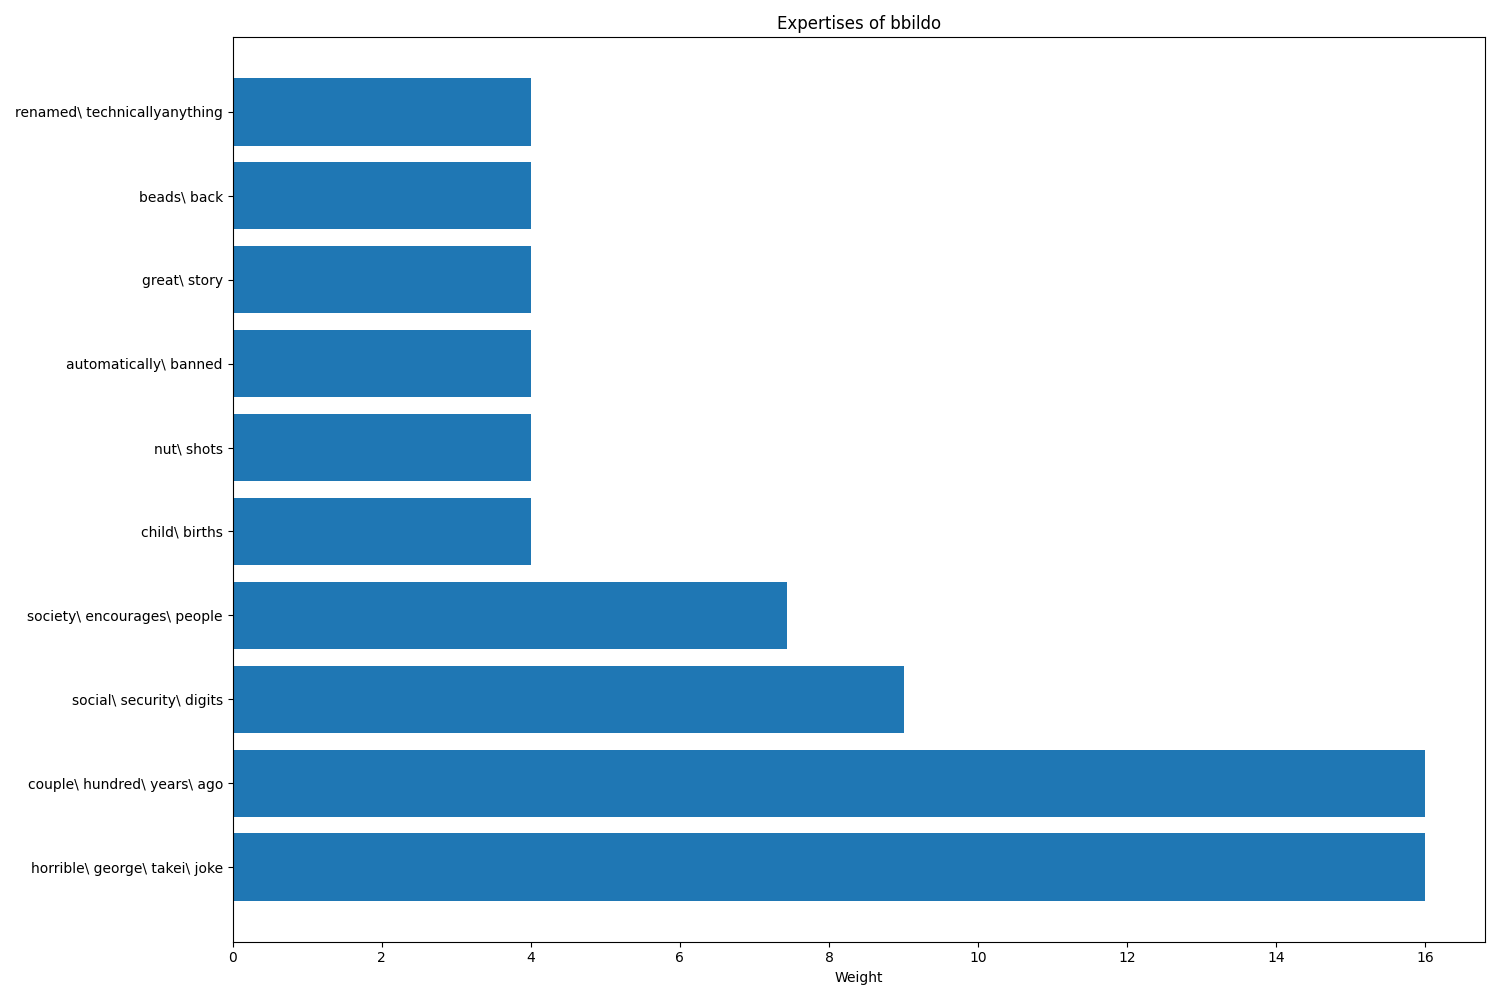 Expertises of bbildo
renamed\ technicallyanything
beads\ back
great\ story
automatically\ banned
nut\ shots
child\ births
society\ encourages\ people
social\ security\ digits
couple\ hundred\ years\ ago
horrible\ george\ takei\ joke
0 2 4 6 8 10 12 14 16
Weight